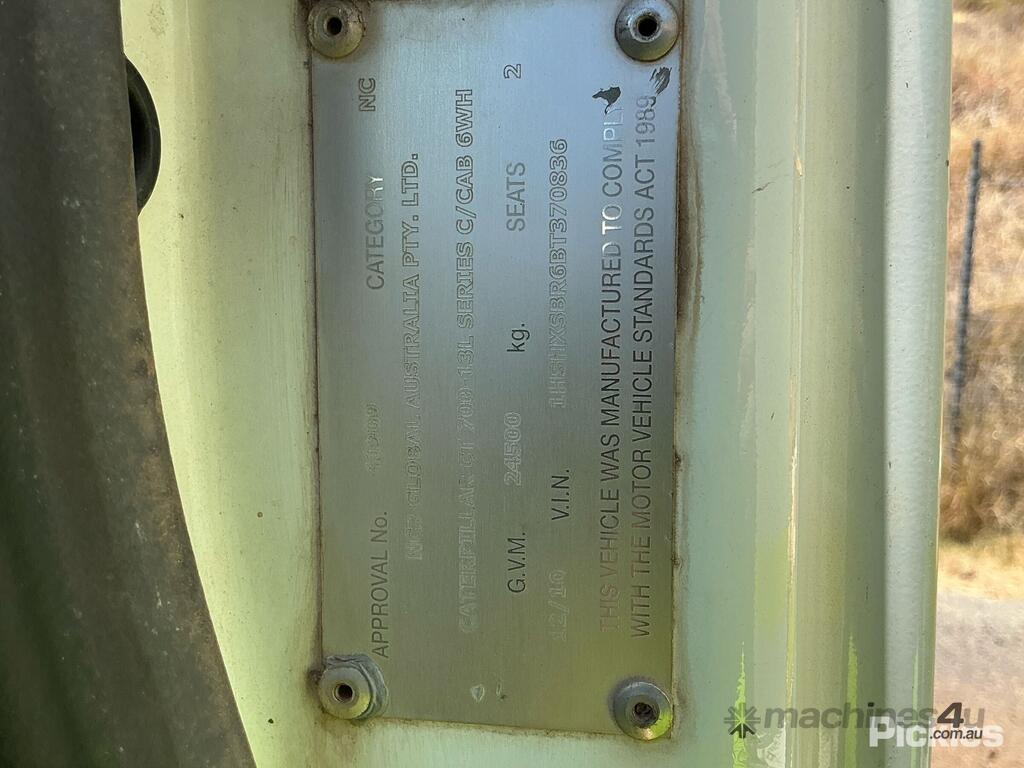 APPROVAL No. CATEGORY NC
GLOBAL AUSTRALIA PTY. LTD.
CATERPILLAR CT 700-13L SERIES C/CAB 6WH
G.V.M. 24500 kg. SEATS 2
12/10 V.I.N. 1HSHXSBR6BT370836
THIS VEHICLE WAS MANUFACTURED TO COMPLY
WITH THE MOTOR VEHICLE STANDARDS ACT 1989
machines4u
.com.au
Pickles